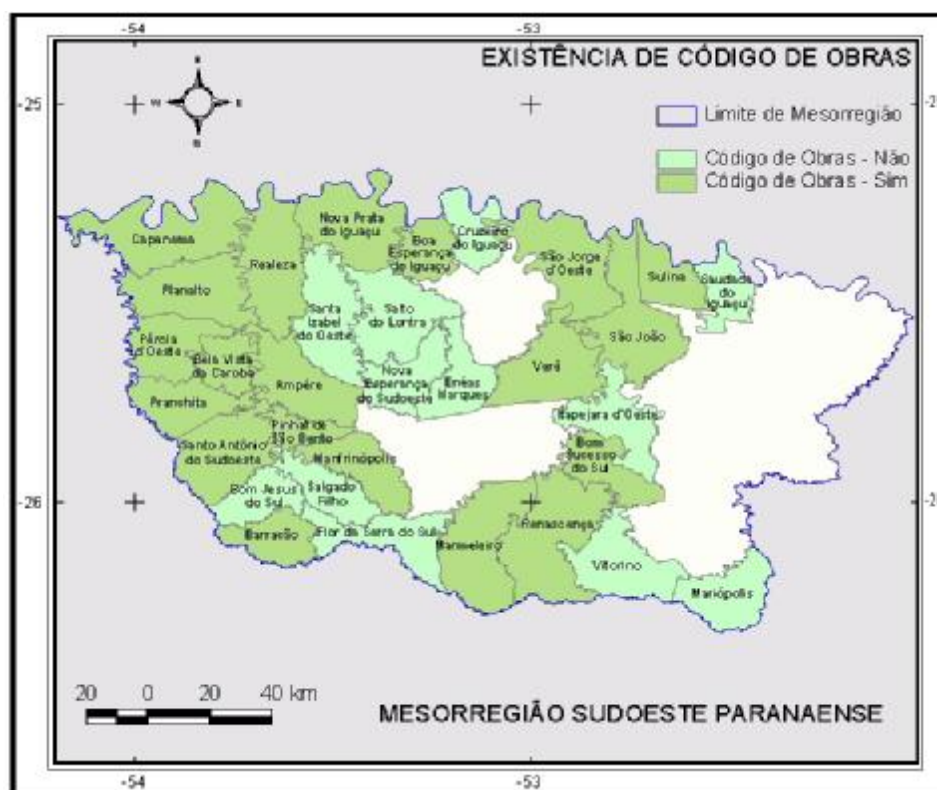 -54
-53
EXISTÊNCIA DE CÓDIGO DE OBRAS
N
W
E
S
-25
-2
Limite de Mesorregião
Código de Obras - Não
Código de Obras - Sim
Capanema
Nova Prata
do Iguaçu
Cruzeiro
do Iguaçu
Boa
Esperança
do Iguaçu
Realeza
São Jorge
d'Oeste
Sulina
Saudade
do
Iguaçu
Planalto
Santa
Izabel
do Oeste
Salto
do Lontra
São João
Pérola
d'Oeste
Bela Vista
da Caroba
Verê
Nova
Esperança
do Sudoeste
Enéas
Marques
Ampére
Pranchita
Itapejara d'Oeste
Pinhal de
São Bento
Santo Antônio
do Sudoeste
Manfrinópolis
Bom
Sucesso
do Sul
Bom Jesus
do Sul
Salgado
Filho
-26
-2
Barracão
Flor da Serra do Sul
Renascença
Marmeleiro
Vitorino
Mariópolis
20 0 20 40 km
MESORREGIÃO SUDOESTE PARANAENSE
-54
-53